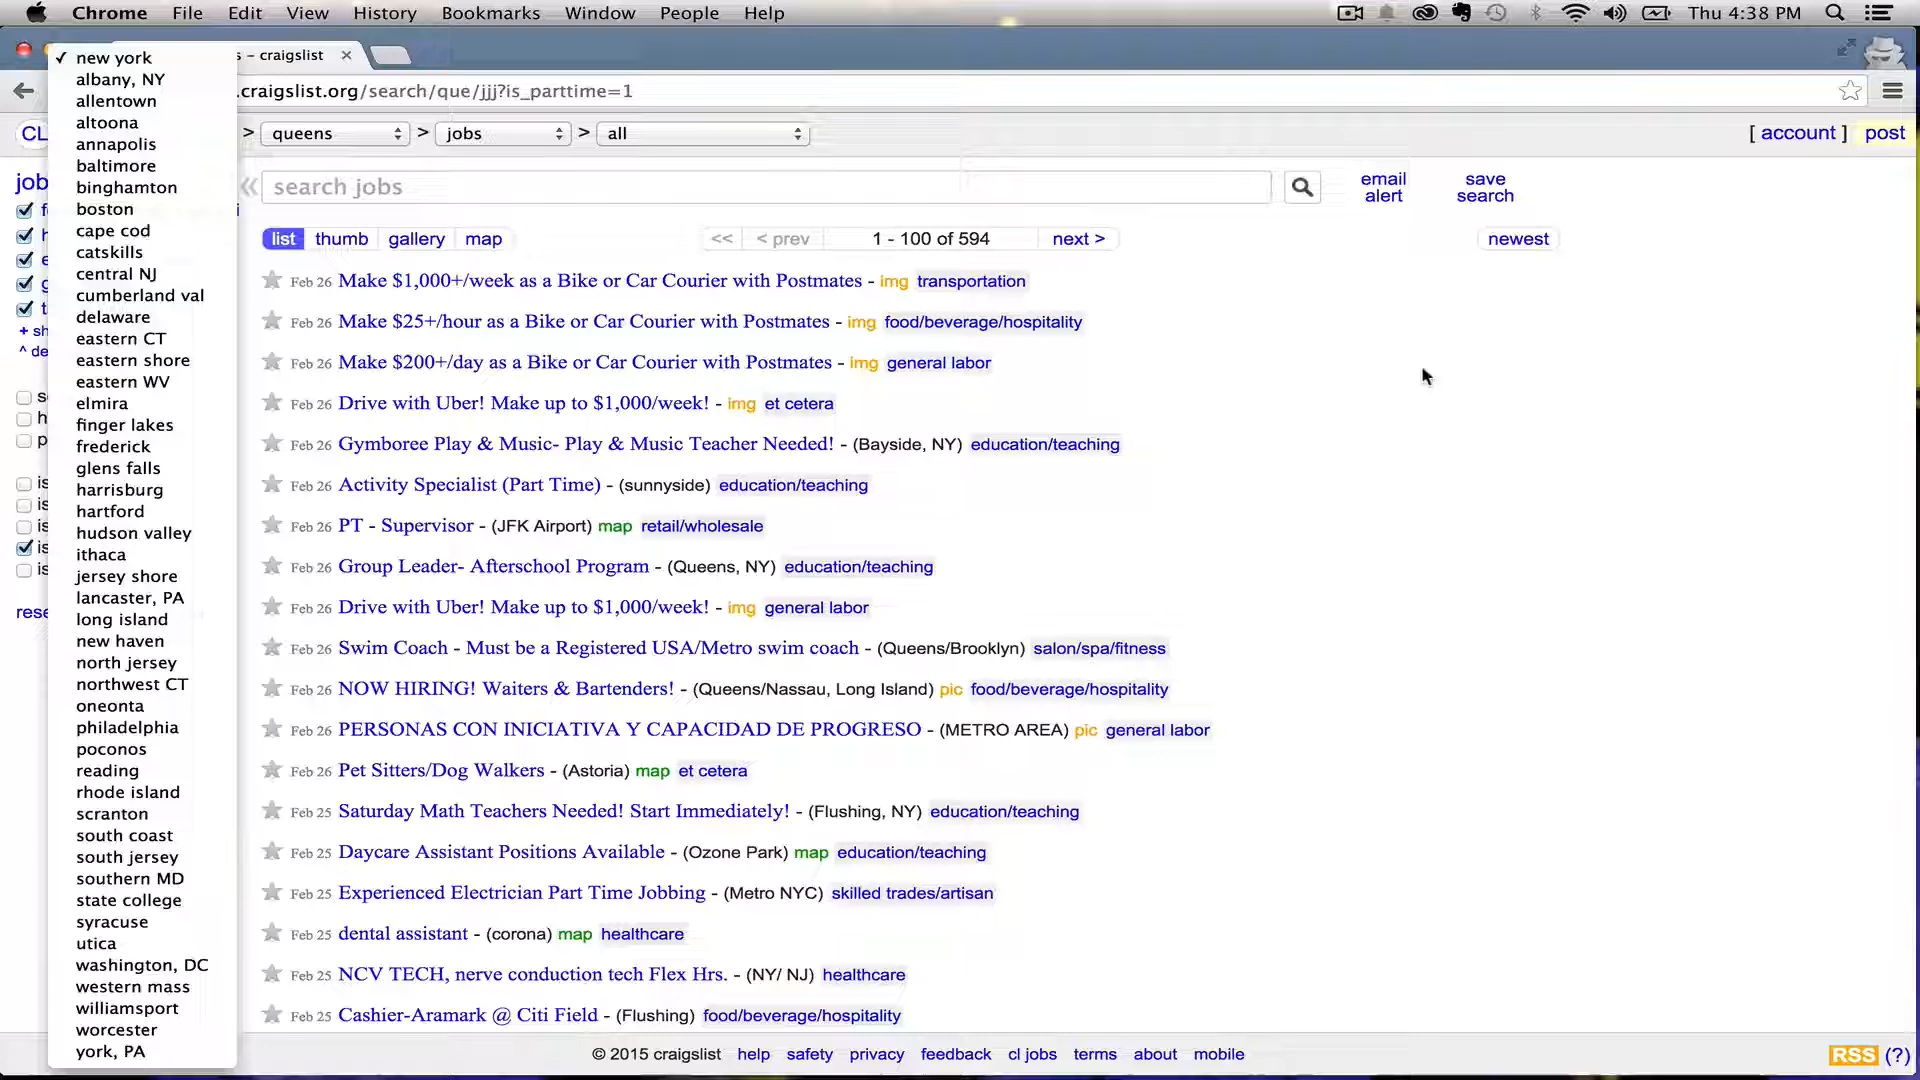 Chrome File Edit View History Bookmarks Window People Help Thu 4:38 PM
s – craigslist
.craigslist.org/search/que/jjj?is_parttime=1
CL > queens > jobs > all [ account ] post
✓ new york
albany, NY
allentown
altoona
annapolis
baltimore
binghamton
boston
cape cod
catskills
central NJ
cumberland val
delaware
eastern CT
eastern shore
eastern WV
elmira
finger lakes
frederick
glens falls
harrisburg
hartford
hudson valley
ithaca
jersey shore
lancaster, PA
long island
new haven
north jersey
northwest CT
oneonta
philadelphia
poconos
reading
rhode island
scranton
south coast
south jersey
southern MD
state college
syracuse
utica
washington, DC
western mass
williamsport
worcester
york, PA
job
+ sh
^ de
is
is
is
is
is
rese
« search jobs email alert save search
list thumb gallery map << < prev 1 - 100 of 594 next > newest
Feb 26 Make $1,000+/week as a Bike or Car Courier with Postmates - img transportation
Feb 26 Make $25+/hour as a Bike or Car Courier with Postmates - img food/beverage/hospitality
Feb 26 Make $200+/day as a Bike or Car Courier with Postmates - img general labor
Feb 26 Drive with Uber! Make up to $1,000/week! - img et cetera
Feb 26 Gymboree Play & Music- Play & Music Teacher Needed! - (Bayside, NY) education/teaching
Feb 26 Activity Specialist (Part Time) - (sunnyside) education/teaching
Feb 26 PT - Supervisor - (JFK Airport) map retail/wholesale
Feb 26 Group Leader- Afterschool Program - (Queens, NY) education/teaching
Feb 26 Drive with Uber! Make up to $1,000/week! - img general labor
Feb 26 Swim Coach - Must be a Registered USA/Metro swim coach - (Queens/Brooklyn) salon/spa/fitness
Feb 26 NOW HIRING! Waiters & Bartenders! - (Queens/Nassau, Long Island) pic food/beverage/hospitality
Feb 26 PERSONAS CON INICIATIVA Y CAPACIDAD DE PROGRESO - (METRO AREA) pic general labor
Feb 26 Pet Sitters/Dog Walkers - (Astoria) map et cetera
Feb 25 Saturday Math Teachers Needed! Start Immediately! - (Flushing, NY) education/teaching
Feb 25 Daycare Assistant Positions Available - (Ozone Park) map education/teaching
Feb 25 Experienced Electrician Part Time Jobbing - (Metro NYC) skilled trades/artisan
Feb 25 dental assistant - (corona) map healthcare
Feb 25 NCV TECH, nerve conduction tech Flex Hrs. - (NY/ NJ) healthcare
Feb 25 Cashier-Aramark @ Citi Field - (Flushing) food/beverage/hospitality
© 2015 craigslist help safety privacy feedback cl jobs terms about mobile RSS (?)